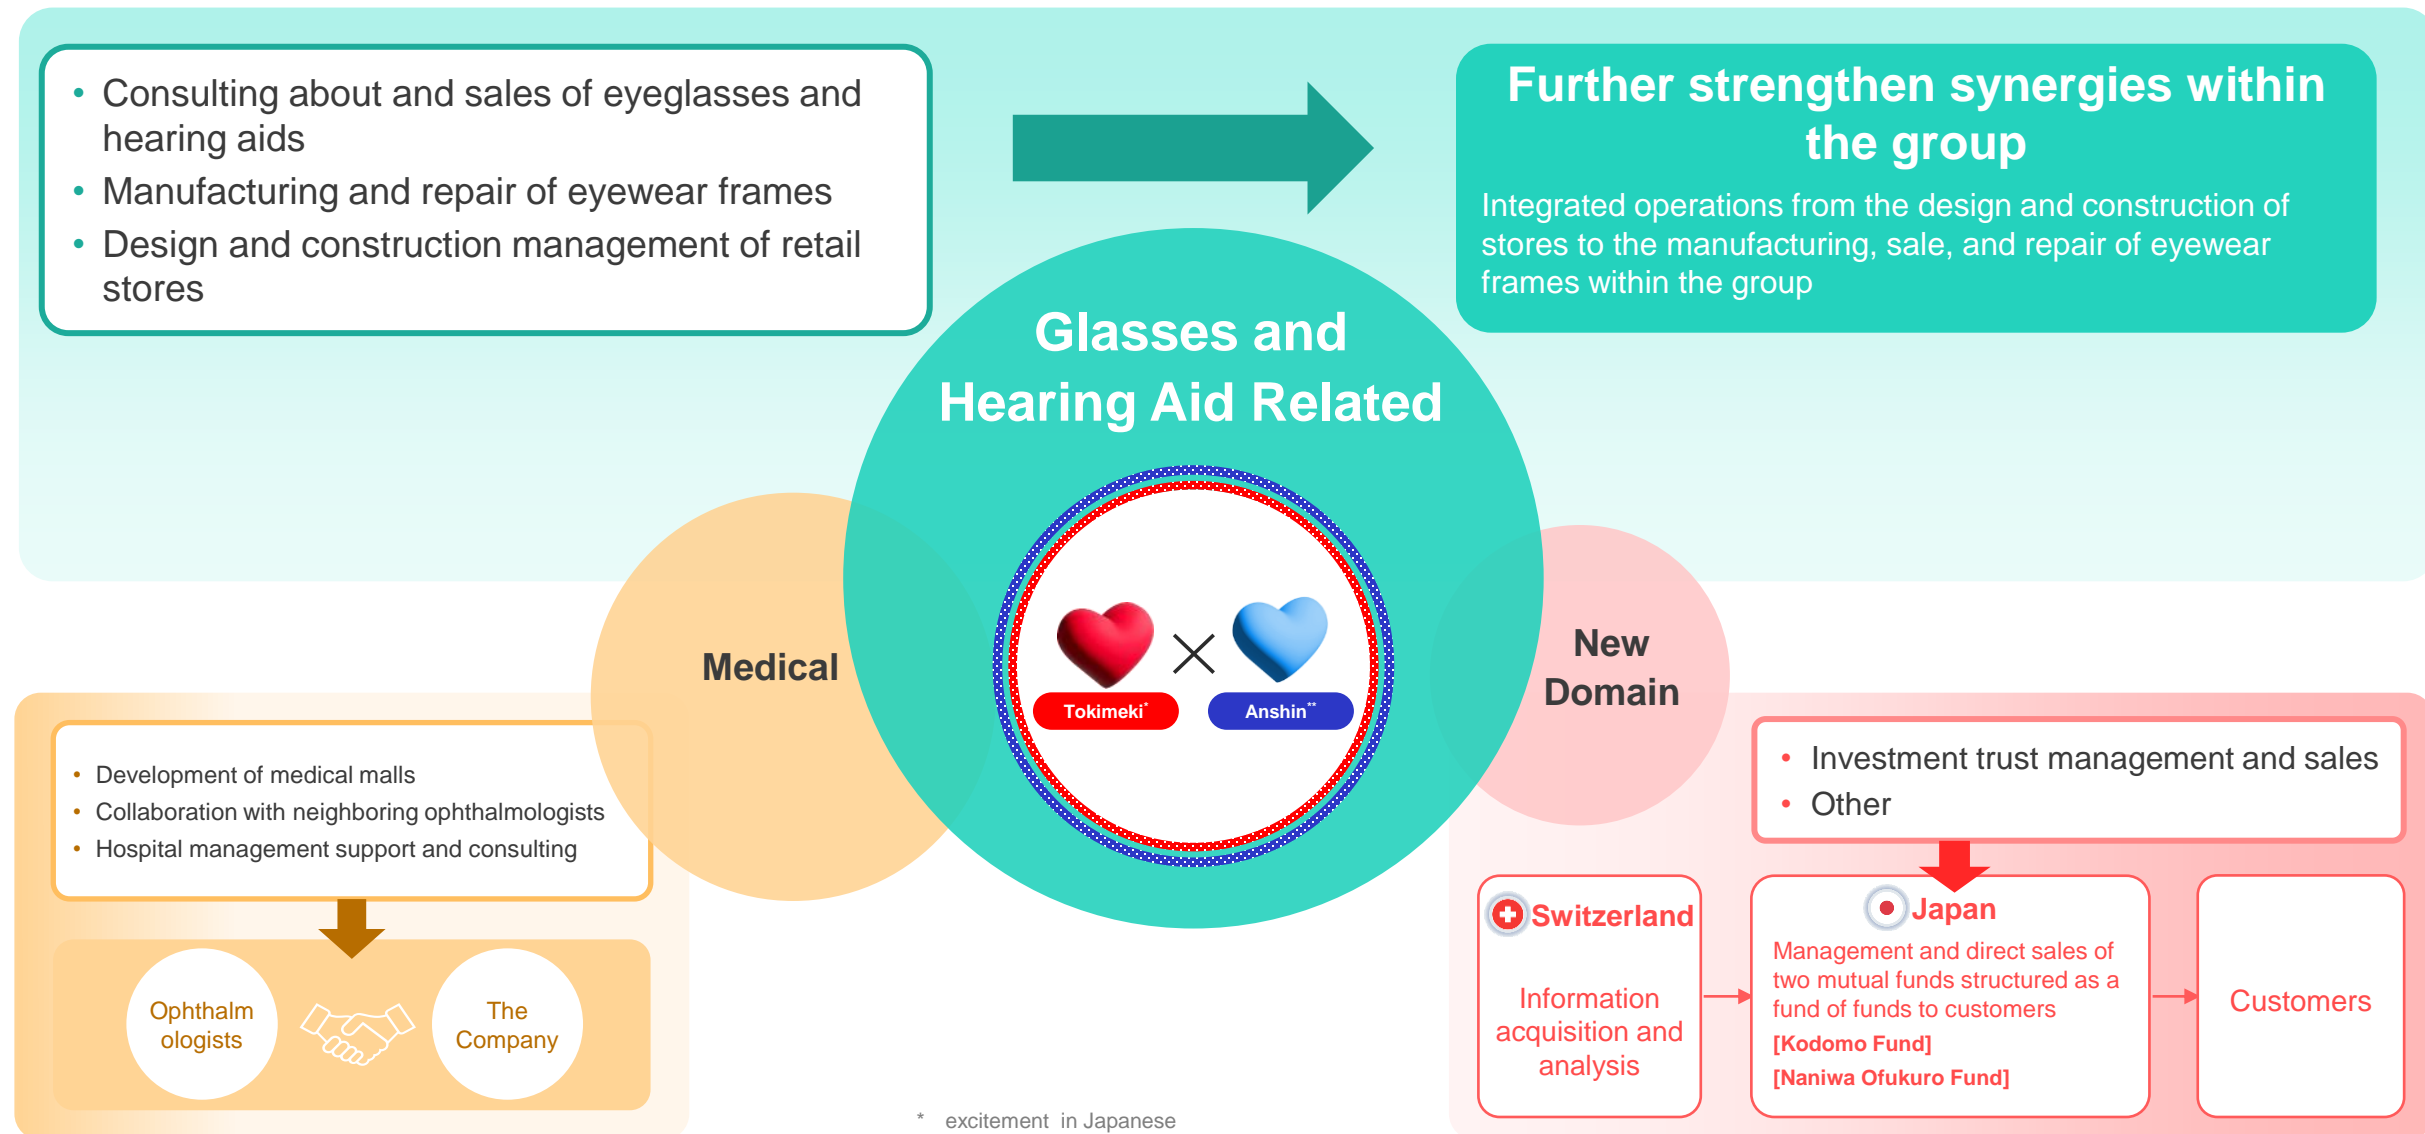 • Consulting about and sales of eyeglasses and
hearing aids
• Manufacturing and repair of eyewear frames
• Design and construction management of retail
stores
Further strengthen synergies within
the group
Integrated operations from the design and construction of
stores to the manufacturing, sale, and repair of eyewear
frames within the group
Glasses and
Hearing Aid Related
Tokimeki*
Anshin**
Medical
• Development of medical malls
• Collaboration with neighboring ophthalmologists
• Hospital management support and consulting
Ophthalm
ologists
The
Company
New
Domain
• Investment trust management and sales
• Other
Switzerland
Information
acquisition and
analysis
Japan
Management and direct sales of
two mutual funds structured as a
fund of funds to customers
[Kodomo Fund]
[Naniwa Ofukuro Fund]
Customers
* excitement in Japanese